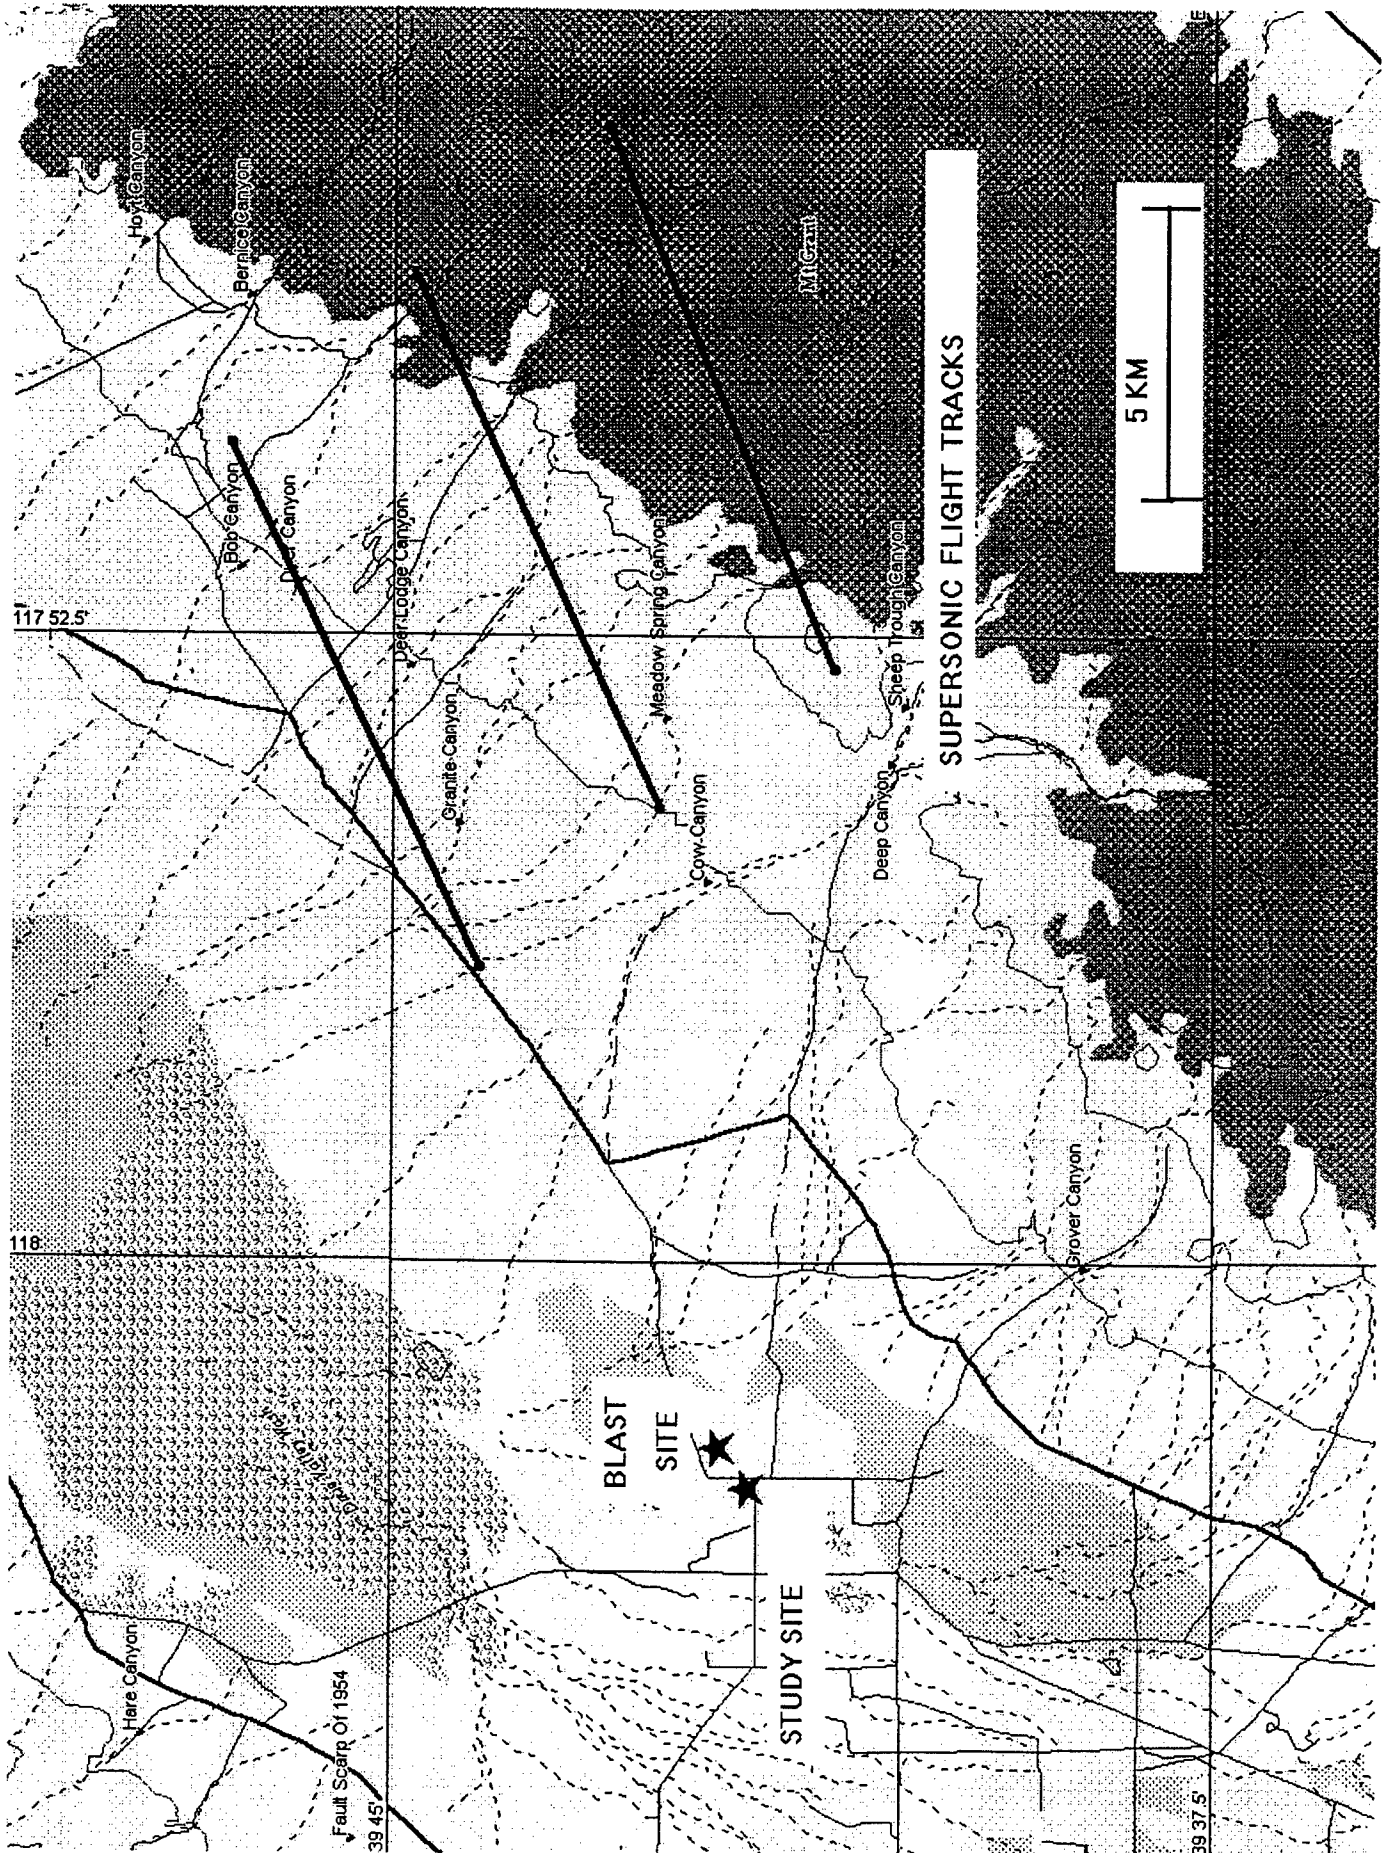 Hoyt Canyon
Bernice Canyon
Mt Grant
SUPERSONIC FLIGHT TRACKS
5 KM
Bob Canyon
Canyon
Deer Lodge Canyon
Meadow Spring Canyon
Sheep Trough Canyon
117 52.5'
Granite Canyon
Cow Canyon
Deep Canyon
Grover Canyon
118
BLAST
SITE
STUDY SITE
Hare Canyon
Fault Scarp Of 1954
39 45'
39 37.5'